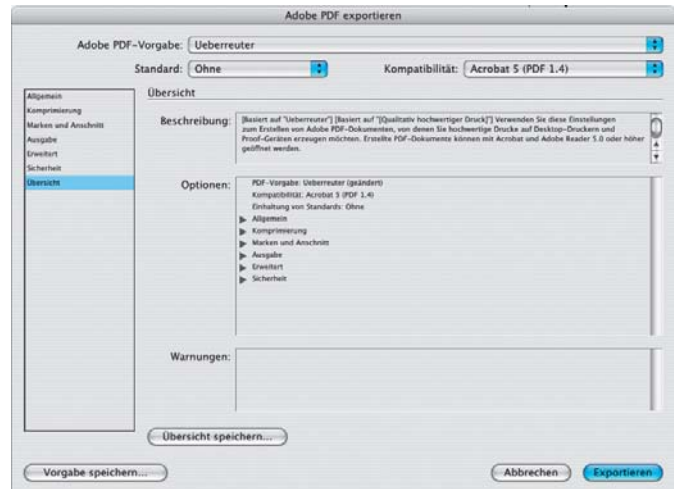 Adobe PDF exportieren
Adobe PDF-Vorgabe: Ueberreuter
Standard: Ohne Kompatibilität: Acrobat 5 (PDF 1.4)
Allgemein
Komprimierung
Marken und Anschnitt
Ausgabe
Erweitert
Sicherheit
Übersicht
Übersicht
Beschreibung: [Basiert auf "Ueberreuter"] [Basiert auf "[Qualitativ hochwertiger Druck]"] Verwenden Sie diese Einstellungen
zum Erstellen von Adobe PDF-Dokumenten, von denen Sie hochwertige Drucke auf Desktop-Druckern und
Proof-Geräten erzeugen möchten. Erstellte PDF-Dokumente können mit Acrobat und Adobe Reader 5.0 oder höher
geöffnet werden.
Optionen: PDF-Vorgabe: Ueberreuter (geändert)
Kompatibilität: Acrobat 5 (PDF 1.4)
Einhaltung von Standards: Ohne
Allgemein
Komprimierung
Marken und Anschnitt
Ausgabe
Erweitert
Sicherheit
Warnungen:
Übersicht speichern...
Vorgabe speichern... Abbrechen Exportieren